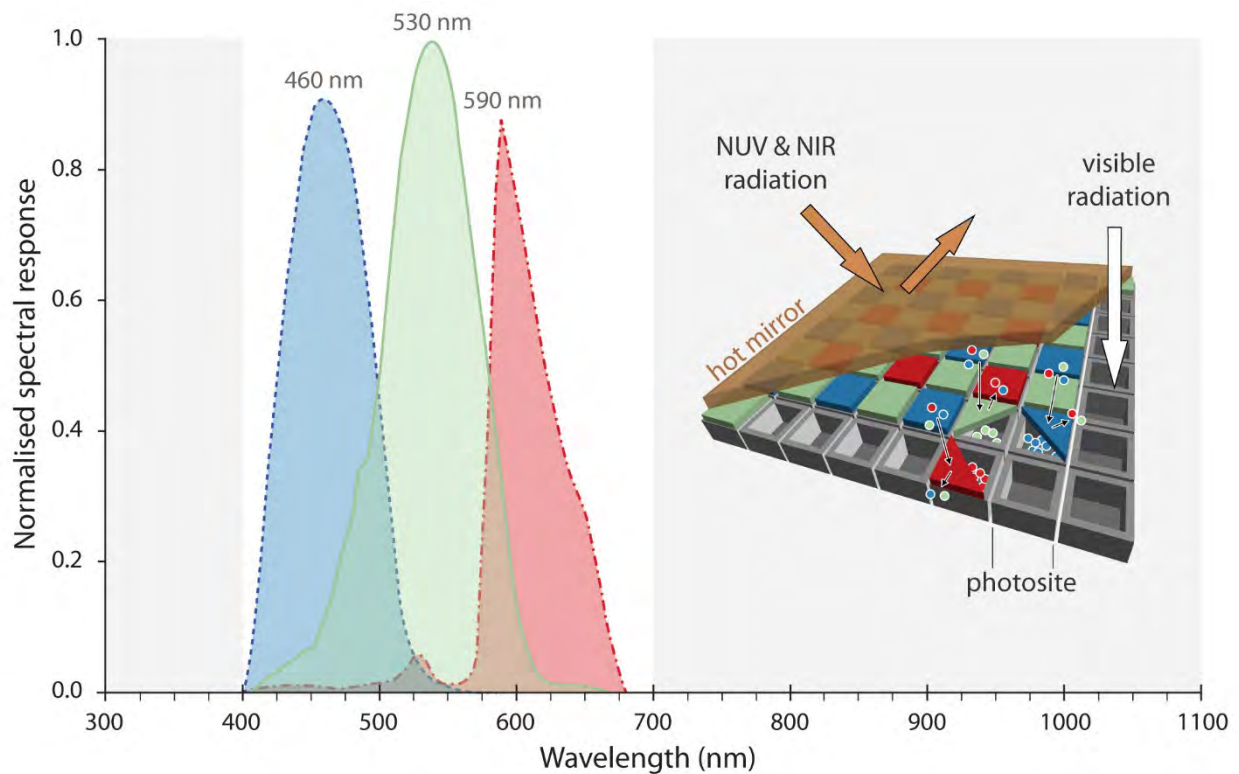 530 nm
460 nm
590 nm
1.0
0.8
0.6
0.4
0.2
0.0
Normalised spectral response
300
400
500
600
700
800
900
1000
1100
Wavelength (nm)
NUV & NIR
radiation
visible
radiation
hot mirror
photosite